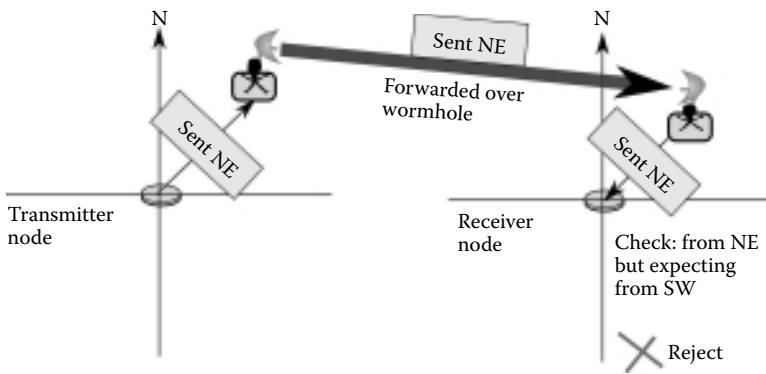 N
Sent NE
N
Forwarded over
wormhole
Sent NE
Sent NE
Transmitter
node
Receiver
node
Check: from NE
but expecting
from SW
Reject